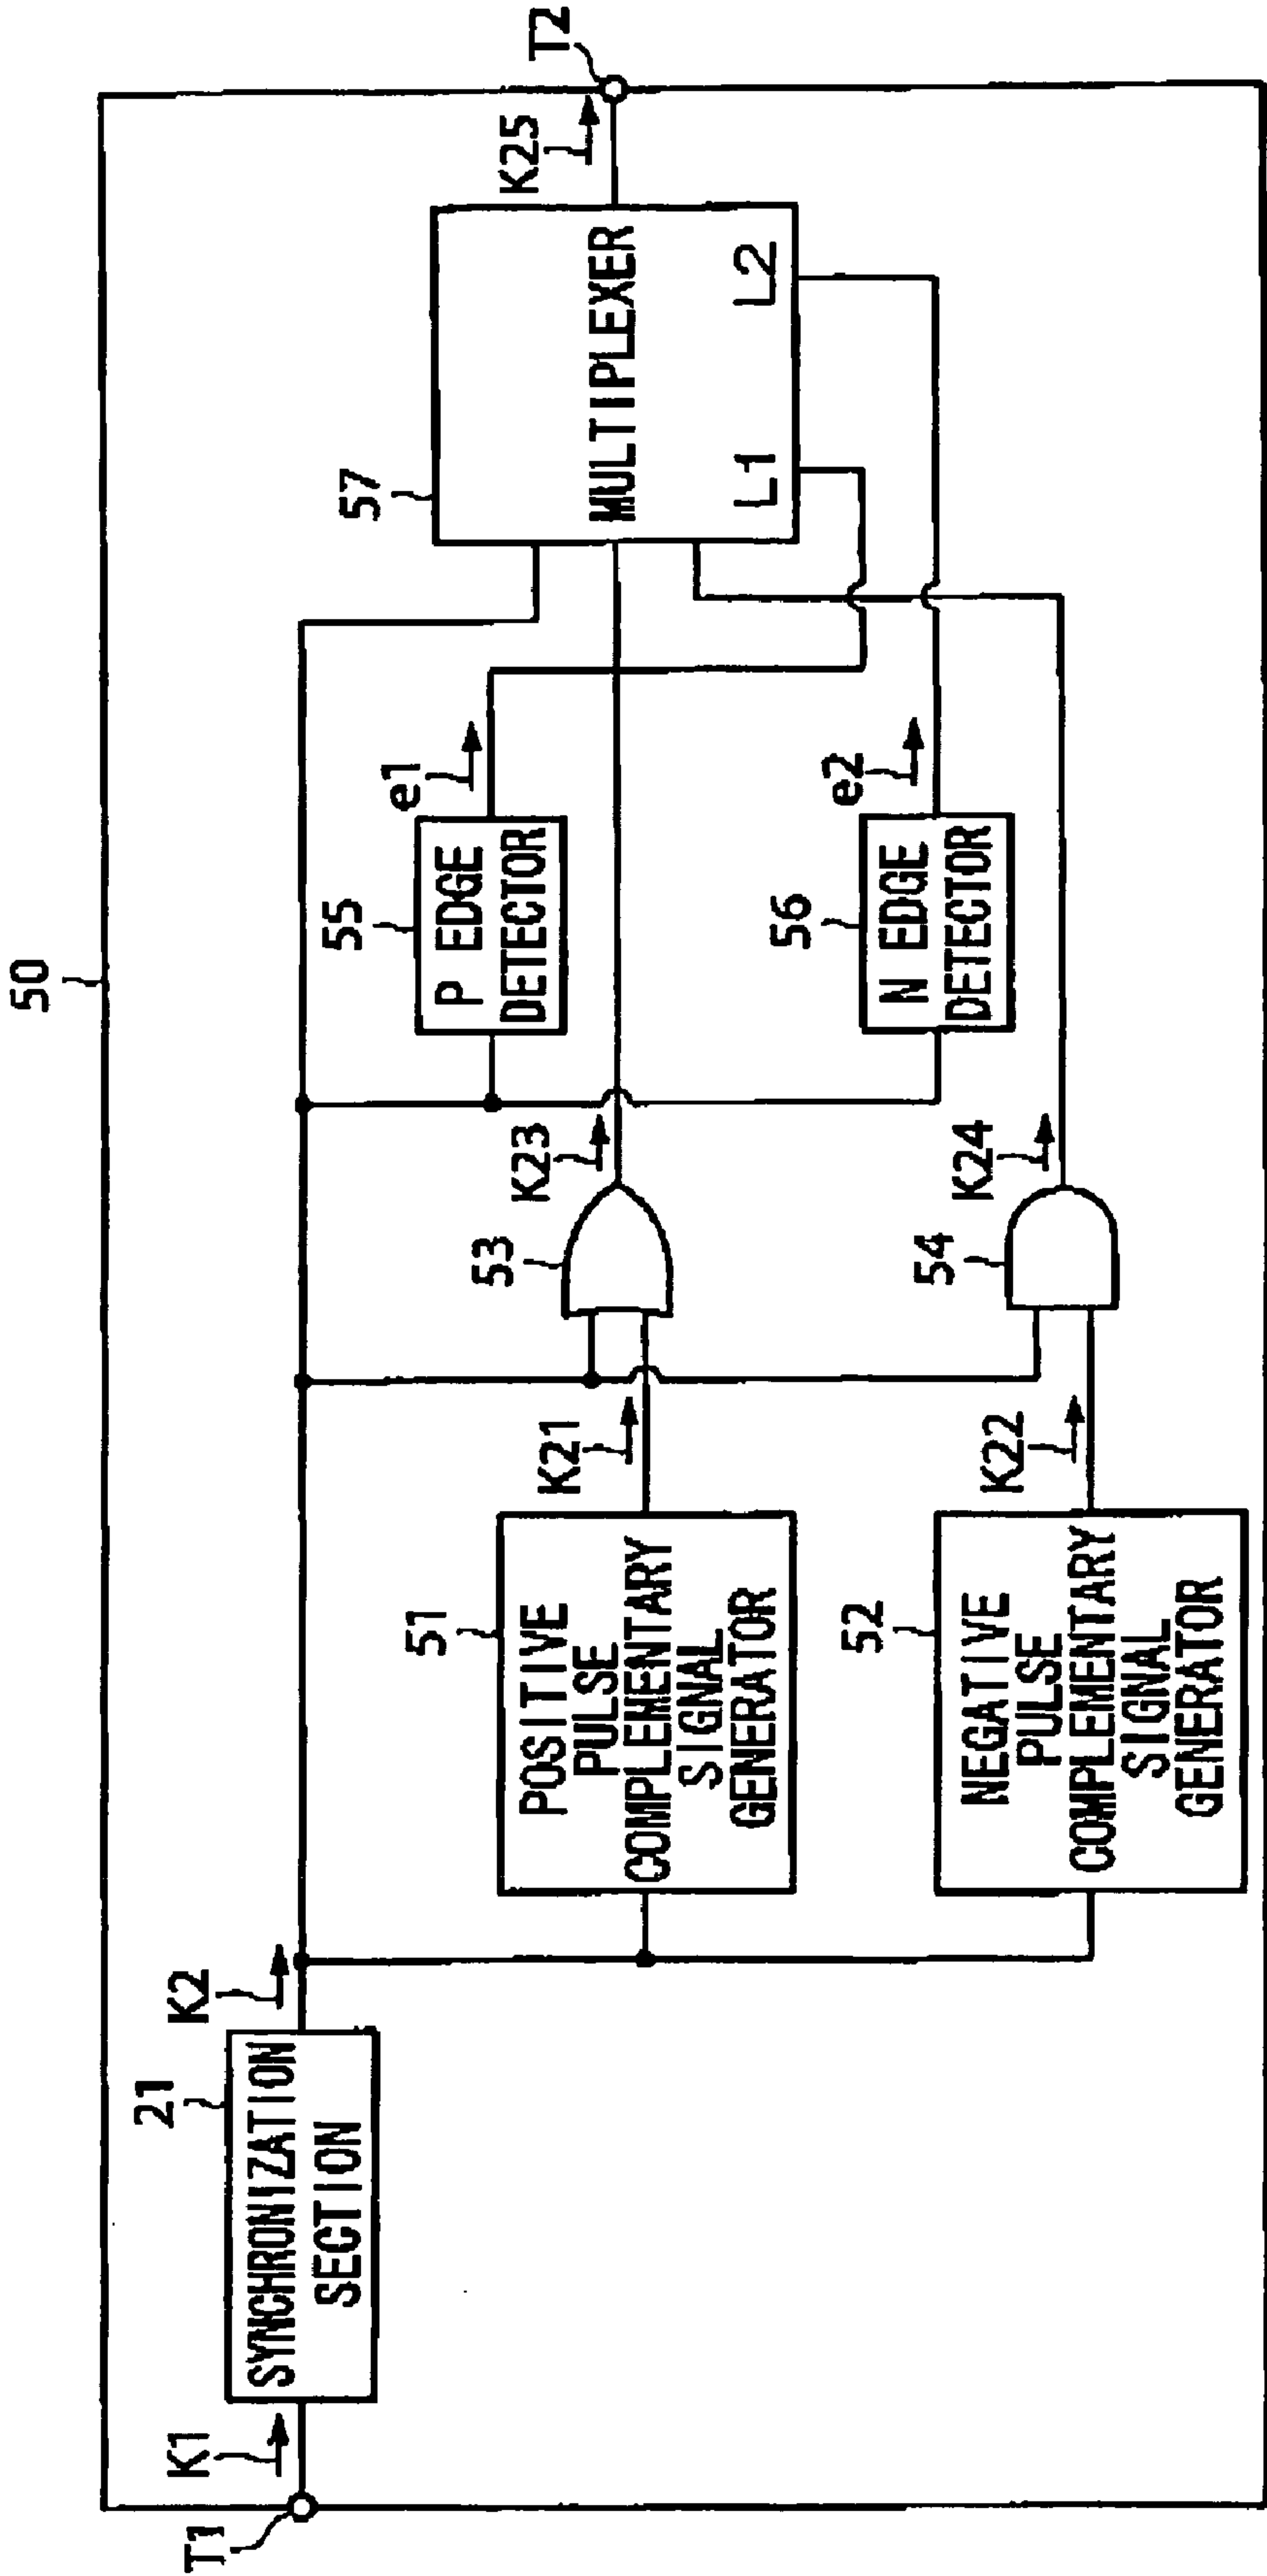 50
T1
K1
21
SYNCHRONIZATION
SECTION
K2
51
POSITIVE
PULSE
COMPLEMENTARY
SIGNAL
GENERATOR
K21
52
NEGATIVE
PULSE
COMPLEMENTARY
SIGNAL
GENERATOR
K22
53
K23
54
K24
55
P EDGE
DETECTOR
e1
56
N EDGE
DETECTOR
e2
57
MULTIPLEXER
L1
L2
K25
T2